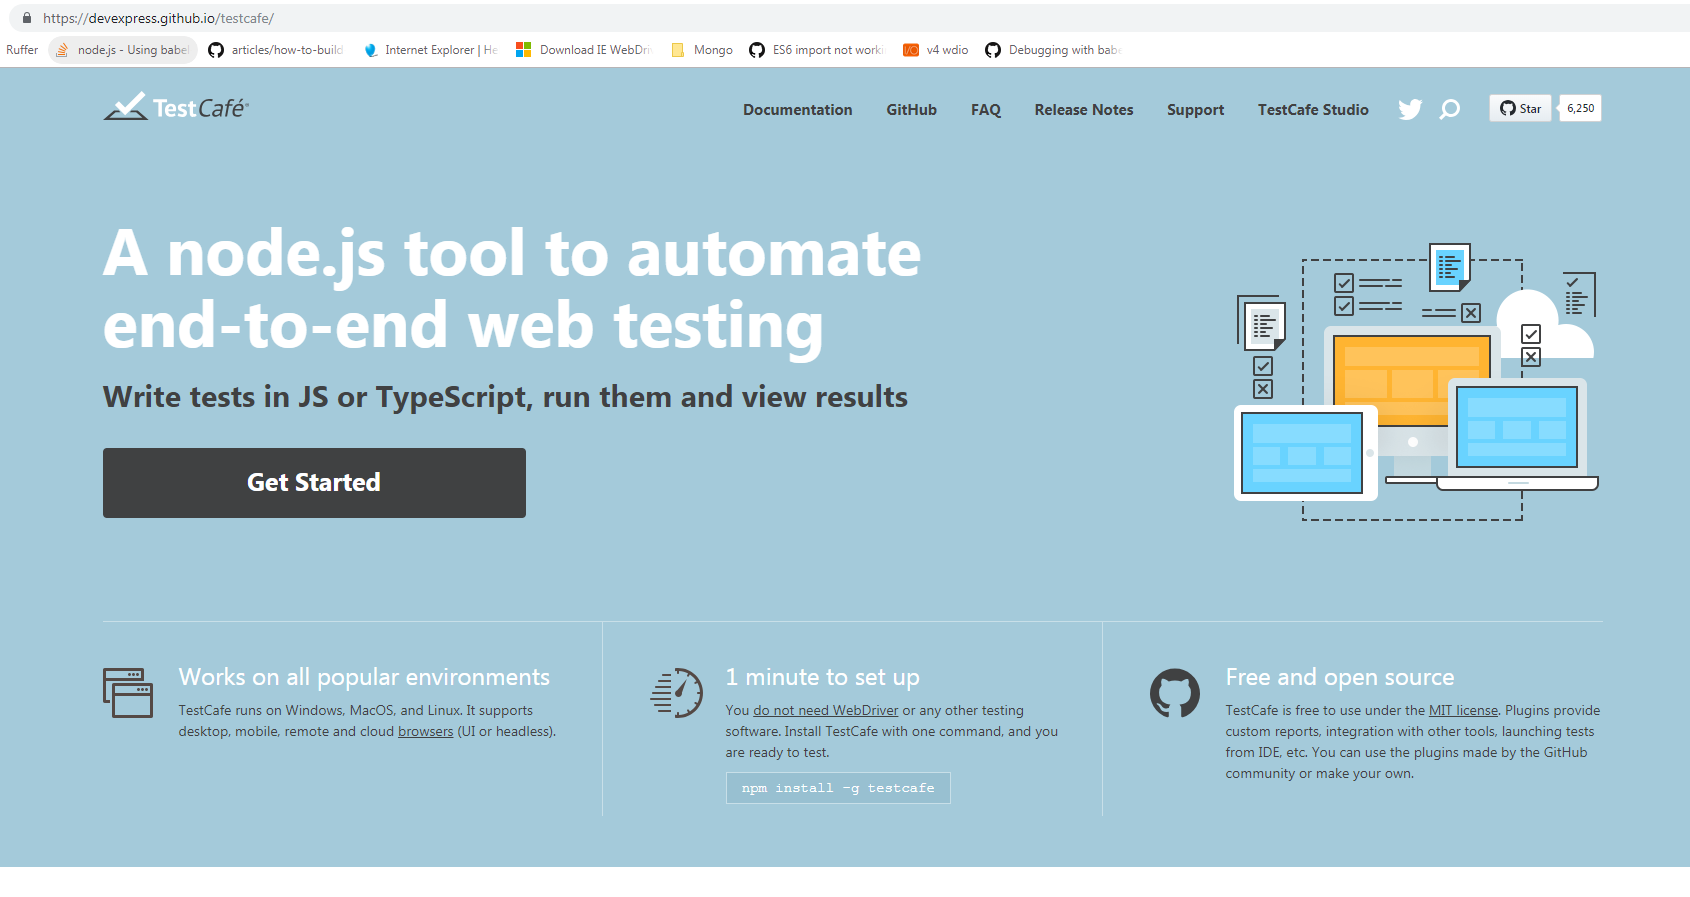 https://devexpress.github.io/testcafe/
Ruffer node.js - Using babel articles/how-to-build Internet Explorer | He Download IE WebDriv Mongo ES6 import not worki v4 wdio Debugging with babe
TestCafé Documentation GitHub FAQ Release Notes Support TestCafe Studio Star 6,250
A node.js tool to automate
end-to-end web testing
Write tests in JS or TypeScript, run them and view results
Get Started
Works on all popular environments
TestCafe runs on Windows, MacOS, and Linux. It supports
desktop, mobile, remote and cloud browsers (UI or headless).
1 minute to set up
You do not need WebDriver or any other testing
software. Install TestCafe with one command, and you
are ready to test.
npm install -g testcafe
Free and open source
TestCafe is free to use under the MIT license. Plugins provide
custom reports, integration with other tools, launching tests
from IDE, etc. You can use the plugins made by the GitHub
community or make your own.